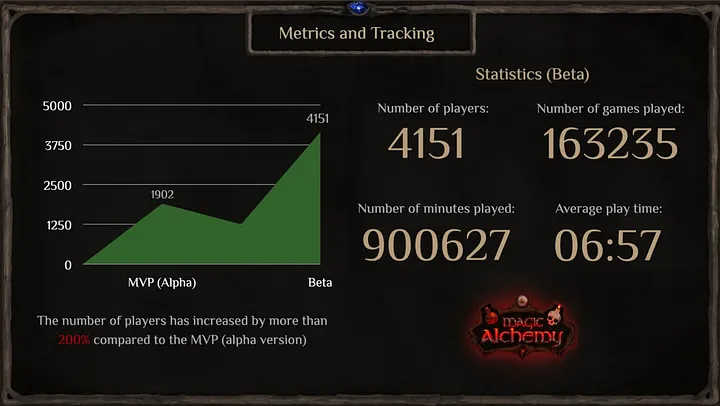 Metrics and Tracking
5000
3750
2500
1250
0
1902
4151
MVP (Alpha)
Beta
The number of players has increased by more than
200% compared to the MVP (alpha version)
Statistics (Beta)
Number of players:
4151
Number of games played:
163235
Number of minutes played:
900627
Average play time:
06:57
MAGIC
Alchemy